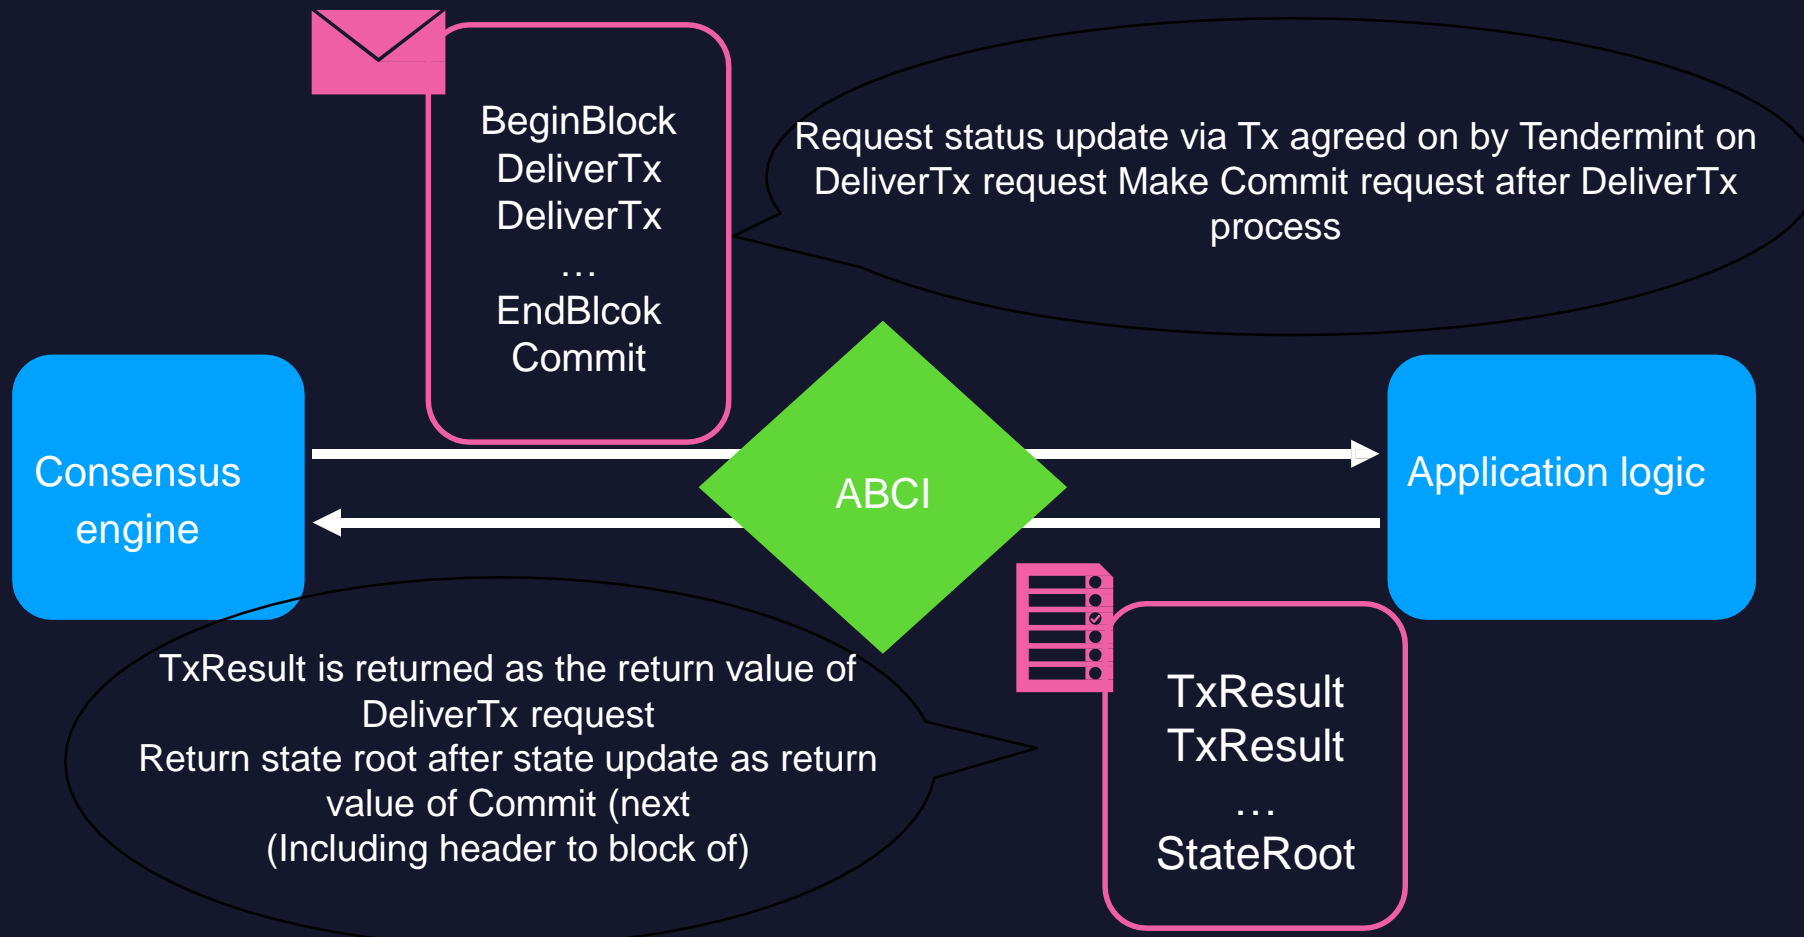 BeginBlock
DeliverTx
DeliverTx
…
EndBlcok
Commit
Request status update via Tx agreed on by Tendermint on
DeliverTx request Make Commit request after DeliverTx
process
Consensus
engine
ABCI
Application logic
TxResult is returned as the return value of
DeliverTx request
Return state root after state update as return
value of Commit (next
(Including header to block of)
TxResult
TxResult
…
StateRoot